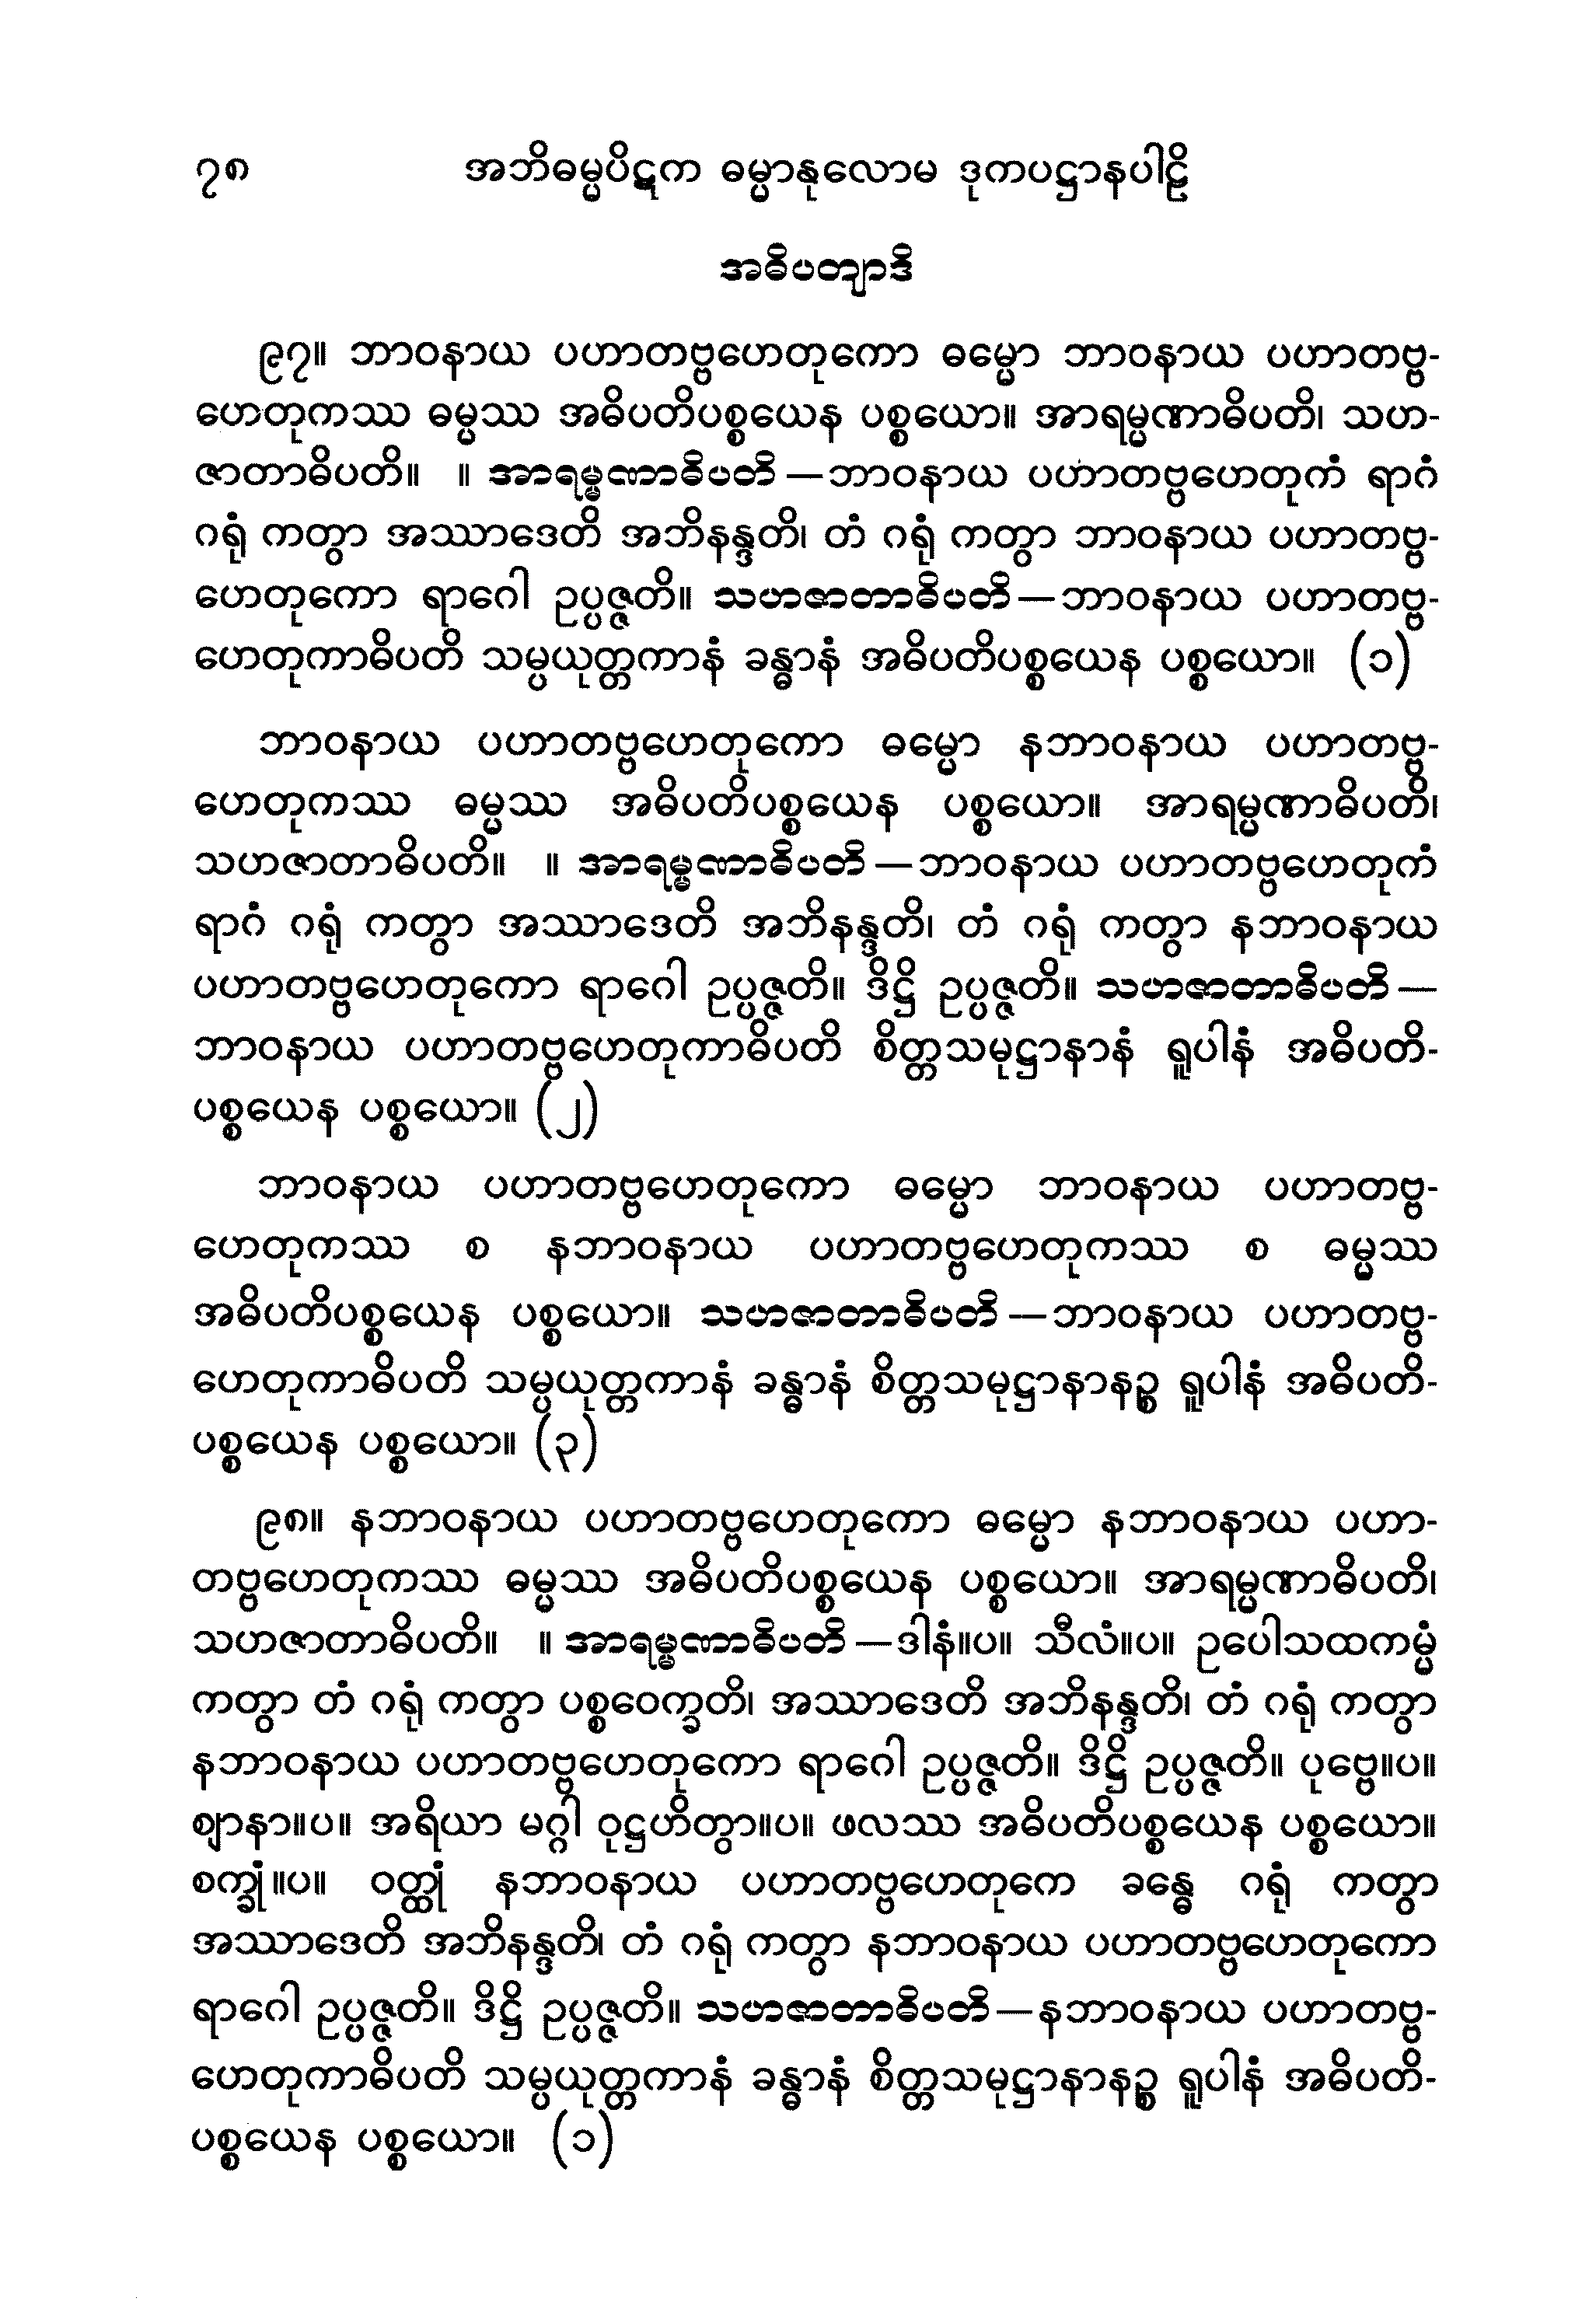 ၇၈ အဘိဓမ္မပိဋက ဓမ္မာနုလောမ ဒုကပဋ္ဌာနပါဠိ
အဓိပတျာဒိ
၉၇။ ဘာဝနာယ ပဟာတဗ္ဗဟေတုကော ဓမ္မော ဘာဝနာယ ပဟာတဗ္ဗ-
ဟေတုကဿ ဓမ္မဿ အဓိပတိပစ္စယေန ပစ္စယော။ အာရမ္မဏာဓိပတိ၊ သဟ-
ဇာတာဓိပတိ။ ။ အာရမ္မဏာဓိပတိ—ဘာဝနာယ ပဟာတဗ္ဗဟေတုကံ ရာဂံ
ဂရုံ ကတွာ အဿာဒေတိ အဘိနန္ဒတိ၊ တံ ဂရုံ ကတွာ ဘာဝနာယ ပဟာတဗ္ဗ-
ဟေတုကော ရာဂေါ ဥပ္ပဇ္ဇတိ။ သဟဇာတာဓိပတိ—ဘာဝနာယ ပဟာတဗ္ဗ-
ဟေတုကာဓိပတိ သမ္ပယုတ္တကာနံ ခန္ဓာနံ အဓိပတိပစ္စယေန ပစ္စယော။ (၁)
ဘာဝနာယ ပဟာတဗ္ဗဟေတုကော ဓမ္မော နဘာဝနာယ ပဟာတဗ္ဗ-
ဟေတုကဿ ဓမ္မဿ အဓိပတိပစ္စယေန ပစ္စယော။ အာရမ္မဏာဓိပတိ၊
သဟဇာတာဓိပတိ။ ။ အာရမ္မဏာဓိပတိ—ဘာဝနာယ ပဟာတဗ္ဗဟေတုကံ
ရာဂံ ဂရုံ ကတွာ အဿာဒေတိ အဘိနန္ဒတိ၊ တံ ဂရုံ ကတွာ နဘာဝနာယ
ပဟာတဗ္ဗဟေတုကော ရာဂေါ ဥပ္ပဇ္ဇတိ။ ဒိဋ္ဌိ ဥပ္ပဇ္ဇတိ။ သဟဇာတာဓိပတိ—
ဘာဝနာယ ပဟာတဗ္ဗဟေတုကာဓိပတိ စိတ္တသမုဋ္ဌာနာနံ ရူပါနံ အဓိပတိ-
ပစ္စယေန ပစ္စယော။ (၂)
ဘာဝနာယ ပဟာတဗ္ဗဟေတုကော ဓမ္မော ဘာဝနာယ ပဟာတဗ္ဗ-
ဟေတုကဿ စ နဘာဝနာယ ပဟာတဗ္ဗဟေတုကဿ စ ဓမ္မဿ
အဓိပတိပစ္စယေန ပစ္စယော။ သဟဇာတာဓိပတိ—ဘာဝနာယ ပဟာတဗ္ဗ-
ဟေတုကာဓိပတိ သမ္ပယုတ္တကာနံ ခန္ဓာနံ စိတ္တသမုဋ္ဌာနာနဉ္စ ရူပါနံ အဓိပတိ-
ပစ္စယေန ပစ္စယော။ (၃)
၉၈။ နဘာဝနာယ ပဟာတဗ္ဗဟေတုကော ဓမ္မော နဘာဝနာယ ပဟာ-
တဗ္ဗဟေတုကဿ ဓမ္မဿ အဓိပတိပစ္စယေန ပစ္စယော။ အာရမ္မဏာဓိပတိ၊
သဟဇာတာဓိပတိ။ ။ အာရမ္မဏာဓိပတိ—ဒါနံ။ပ။ သီလံ။ပ။ ဥပေါသထကမ္မံ
ကတွာ တံ ဂရုံ ကတွာ ပစ္စဝေက္ခတိ၊ အဿာဒေတိ အဘိနန္ဒတိ၊ တံ ဂရုံ ကတွာ
နဘာဝနာယ ပဟာတဗ္ဗဟေတုကော ရာဂေါ ဥပ္ပဇ္ဇတိ။ ဒိဋ္ဌိ ဥပ္ပဇ္ဇတိ။ ပုဗ္ဗေ။ပ။
ဈာနာ။ပ။ အရိယာ မဂ္ဂါ ဝုဋ္ဌဟိတွာ။ပ။ ဖလဿ အဓိပတိပစ္စယေန ပစ္စယော။
စက္ခုံ။ပ။ ဝတ္ထုံ နဘာဝနာယ ပဟာတဗ္ဗဟေတုကေ ခန္ဓေ ဂရုံ ကတွာ
အဿာဒေတိ အဘိနန္ဒတိ၊ တံ ဂရုံ ကတွာ နဘာဝနာယ ပဟာတဗ္ဗဟေတုကော
ရာဂေါ ဥပ္ပဇ္ဇတိ။ ဒိဋ္ဌိ ဥပ္ပဇ္ဇတိ။ သဟဇာတာဓိပတိ—နဘာဝနာယ ပဟာတဗ္ဗ-
ဟေတုကာဓိပတိ သမ္ပယုတ္တကာနံ ခန္ဓာနံ စိတ္တသမုဋ္ဌာနာနဉ္စ ရူပါနံ အဓိပတိ-
ပစ္စယေန ပစ္စယော။ (၁)